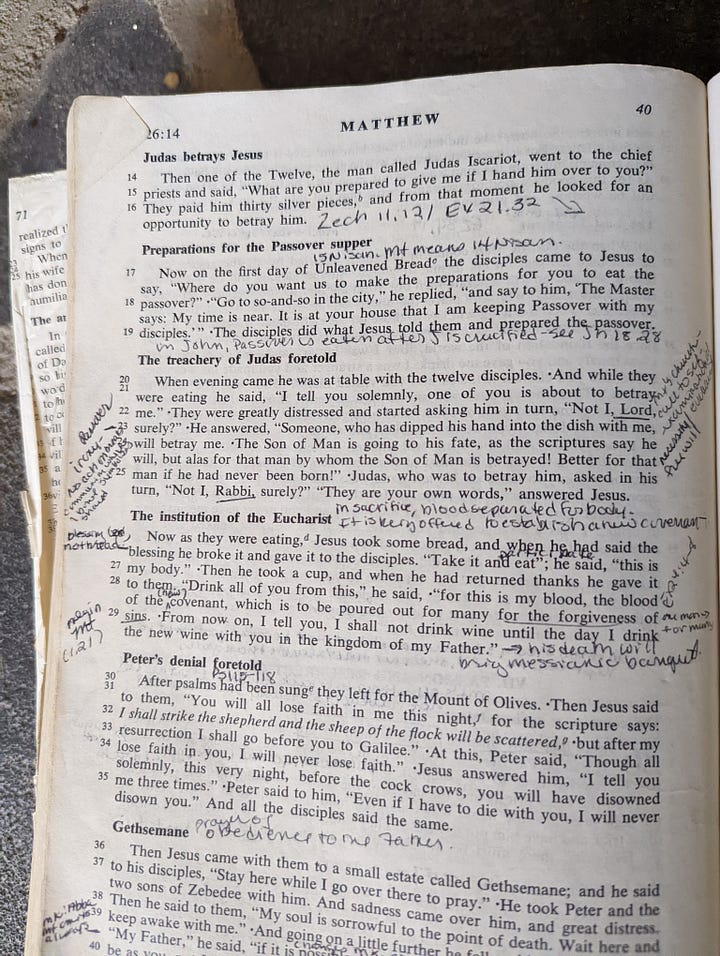 26:14
MATTHEW
40
Judas betrays Jesus
14 Then one of the Twelve, the man called Judas Iscariot, went to the chief
15 priests and said, "What are you prepared to give me if I hand him over to you?"
16 They paid him thirty silver pieces,b and from that moment he looked for an
opportunity to betray him. Zech 11.12/ Ex 21.32
Preparations for the Passover supper
15 Nisan. Mt means 14 Nisan.
17 Now on the first day of Unleavened Breadc the disciples came to Jesus to
say, "Where do you want us to make the preparations for you to eat the
18 passover?" ·"Go to so-and-so in the city," he replied, "and say to him, 'The Master
says: My time is near. It is at your house that I am keeping Passover with my
19 disciples.'" ·The disciples did what Jesus told them and prepared the passover.
in John, Passover is eaten after J is crucified - see Jn 18.28
The treachery of Judas foretold
20 When evening came he was at table with the twelve disciples. ·And while they
21 were eating he said, "I tell you solemnly, one of you is about to betray
22 me." ·They were greatly distressed and started asking him in turn, "Not I, Lord,
surely?" ·He answered, "Someone, who has dipped his hand into the dish with me,
will betray me. ·The Son of Man is going to his fate, as the scriptures say he
will, but alas for that man by whom the Son of Man is betrayed! Better for that
25 man if he had never been born!" ·Judas, who was to betray him, asked in his
turn, "Not I, Rabbi, surely?" "They are your own words," answered Jesus.
in sacrifice, blood separated for body.
The institution of the Eucharist
It is being offered to establish a new covenant
blessing God
not bread
Now as they were eating,d Jesus took some bread, and when he had said the
blessing he broke it and gave it to the disciples. "Take it and eat"; he said, "this is
27 my body." ·Then he took a cup, and when he had returned thanks he gave it
28 to them. "Drink all of you from this," he said, ·"for this is my blood, the blood
(new)
of the covenant, which is to be poured out for many for the forgiveness of
29 sins. ·From now on, I tell you, I shall not drink wine until the day I drink
the new wine with you in the kingdom of my Father." → his death will
bring messianic banquet.
Mt
(1.21)
Peter's denial foretold
Ps 115-118
30 After psalms had been sunge they left for the Mount of Olives. ·Then Jesus said
31 to them, "You will all lose faith in me this night,f for the scripture says:
32 I shall strike the shepherd and the sheep of the flock will be scattered,g ·but after my
33 resurrection I shall go before you to Galilee." ·At this, Peter said, "Though all
34 lose faith in you, I will never lose faith." ·Jesus answered him, "I tell you
solemnly, this very night, before the cock crows, you will have disowned
35 me three times." ·Peter said to him, "Even if I have to die with you, I will never
disown you." And all the disciples said the same.
Gethsemane prayer of
obedience to the Father.
36 Then Jesus came with them to a small estate called Gethsemane; and he said
37 to his disciples, "Stay here while I go over there to pray." ·He took Peter and the
two sons of Zebedee with him. And sadness came over him, and great distress.
38 Then he said to them, "My soul is sorrowful to the point of death. Wait here and
39 keep awake with me." ·And going on a little further he fell
"My Father," he said, "if it is
40 be as you
71
realized
signs to
When
his wife
has don
humilia
The
In
called
of Da